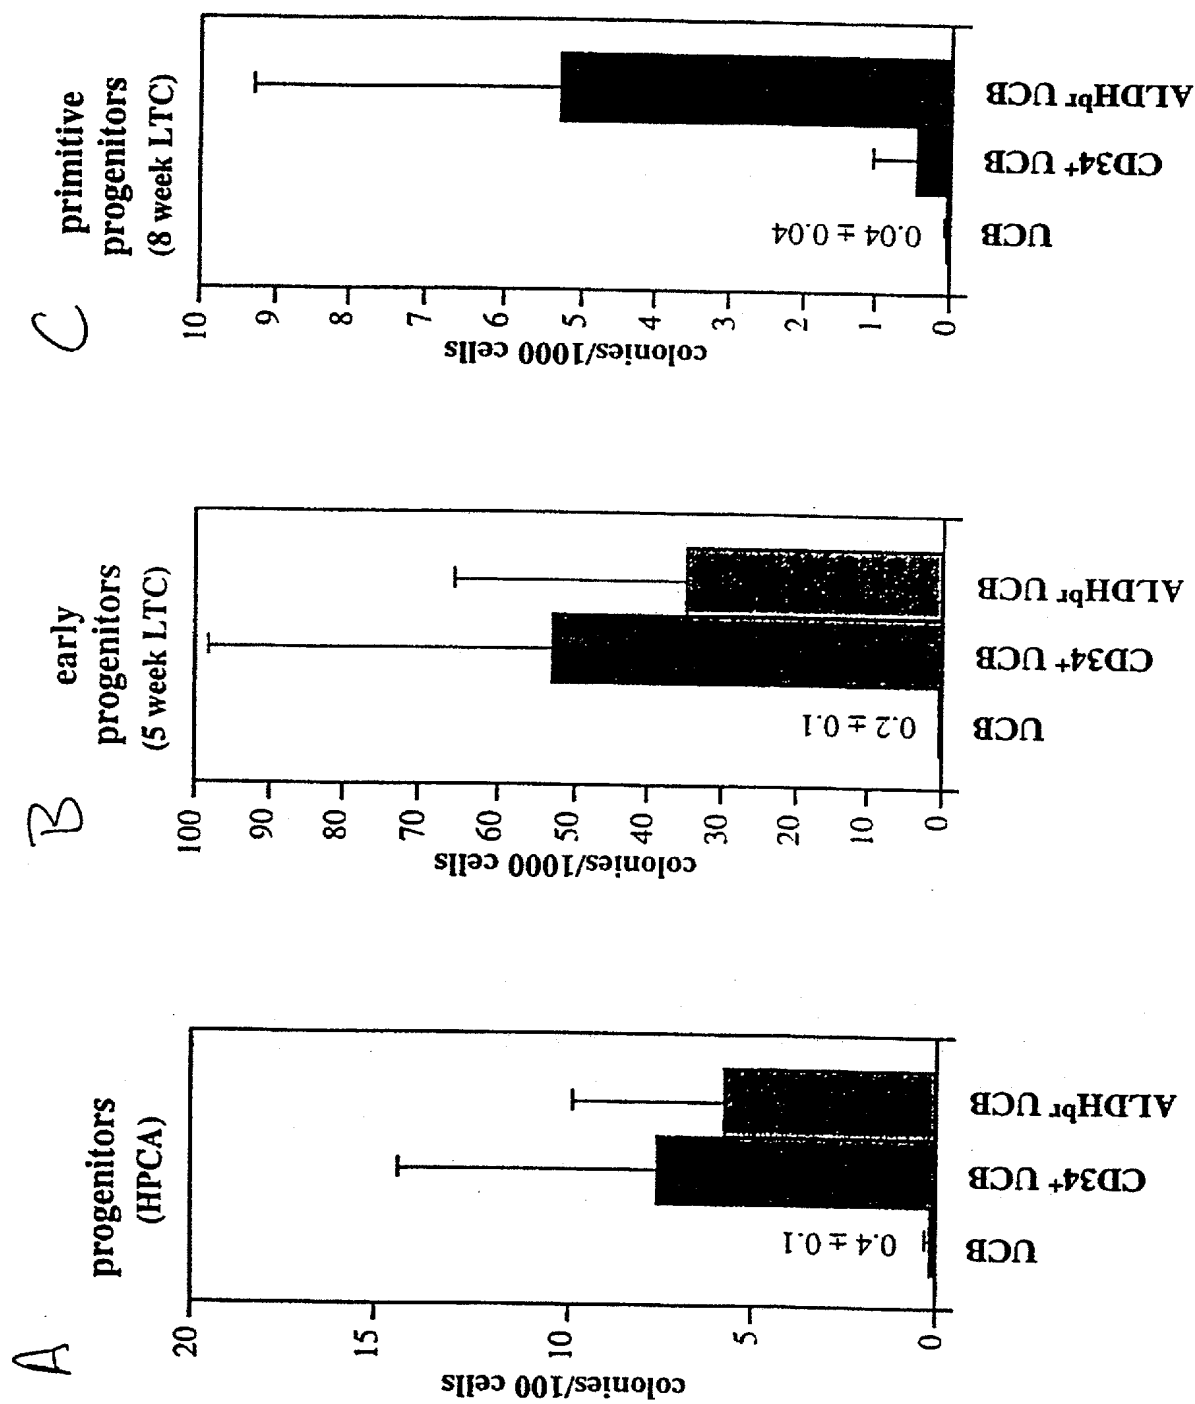 A
progenitors
(HPCA)
colonies/100 cells
20
15
10
5
0
0.4 ± 0.1
UCB
CD34+ UCB
ALDHbr UCB
B
early
progenitors
(5 week LTC)
colonies/1000 cells
100
90
80
70
60
50
40
30
20
10
0
0.2 ± 0.1
UCB
CD34+ UCB
ALDHbr UCB
C
primitive
progenitors
(8 week LTC)
colonies/1000 cells
10
9
8
7
6
5
4
3
2
1
0
0.04 ± 0.04
UCB
CD34+ UCB
ALDHbr UCB